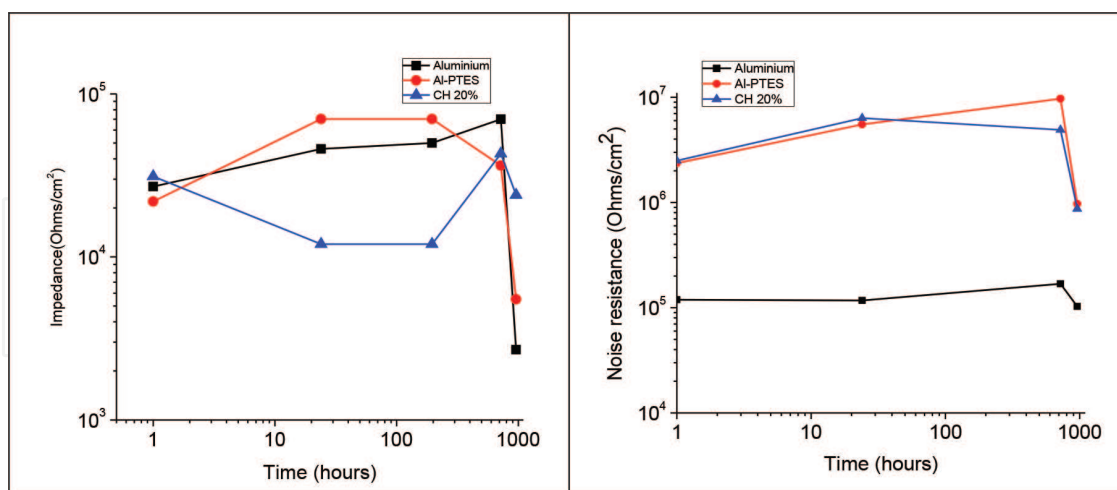 Aluminium
Al-PTES
CH 20%
10^5
10^4
10^3
Impedance(Ohms/cm^2)
1 10 100 1000
Time (hours)
Aluminium
Al-PTES
CH 20%
10^7
10^6
10^5
10^4
Noise resistance (Ohms/cm^2)
1 10 100 1000
Time (hours)